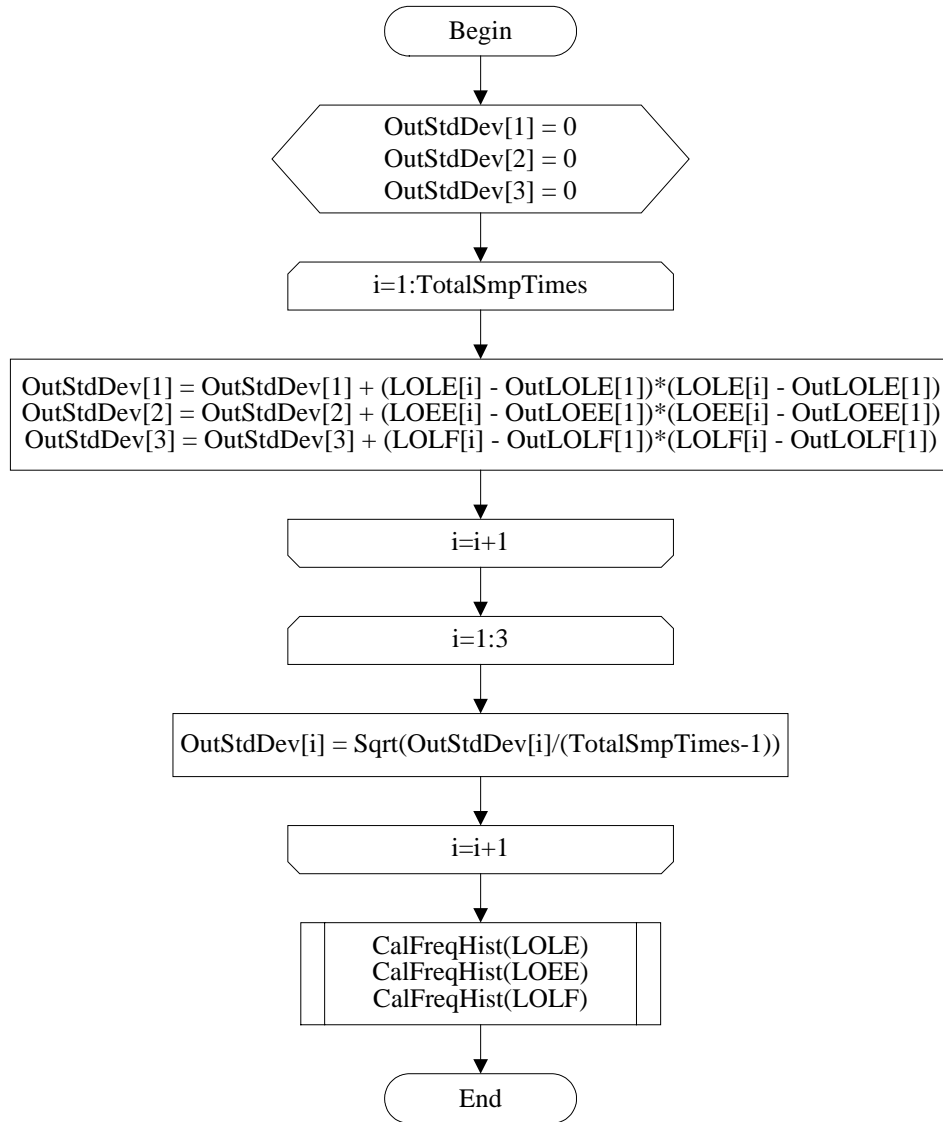 Begin
OutStdDev[1] = 0
OutStdDev[2] = 0
OutStdDev[3] = 0
i=1:TotalSmpTimes
OutStdDev[1] = OutStdDev[1] + (LOLE[i] - OutLOLE[1])*(LOLE[i] - OutLOLE[1])
OutStdDev[2] = OutStdDev[2] + (LOEE[i] - OutLOEE[1])*(LOEE[i] - OutLOEE[1])
OutStdDev[3] = OutStdDev[3] + (LOLF[i] - OutLOLF[1])*(LOLF[i] - OutLOLF[1])
i=i+1
i=1:3
OutStdDev[i] = Sqrt(OutStdDev[i]/(TotalSmpTimes-1))
i=i+1
CalFreqHist(LOLE)
CalFreqHist(LOEE)
CalFreqHist(LOLF)
End